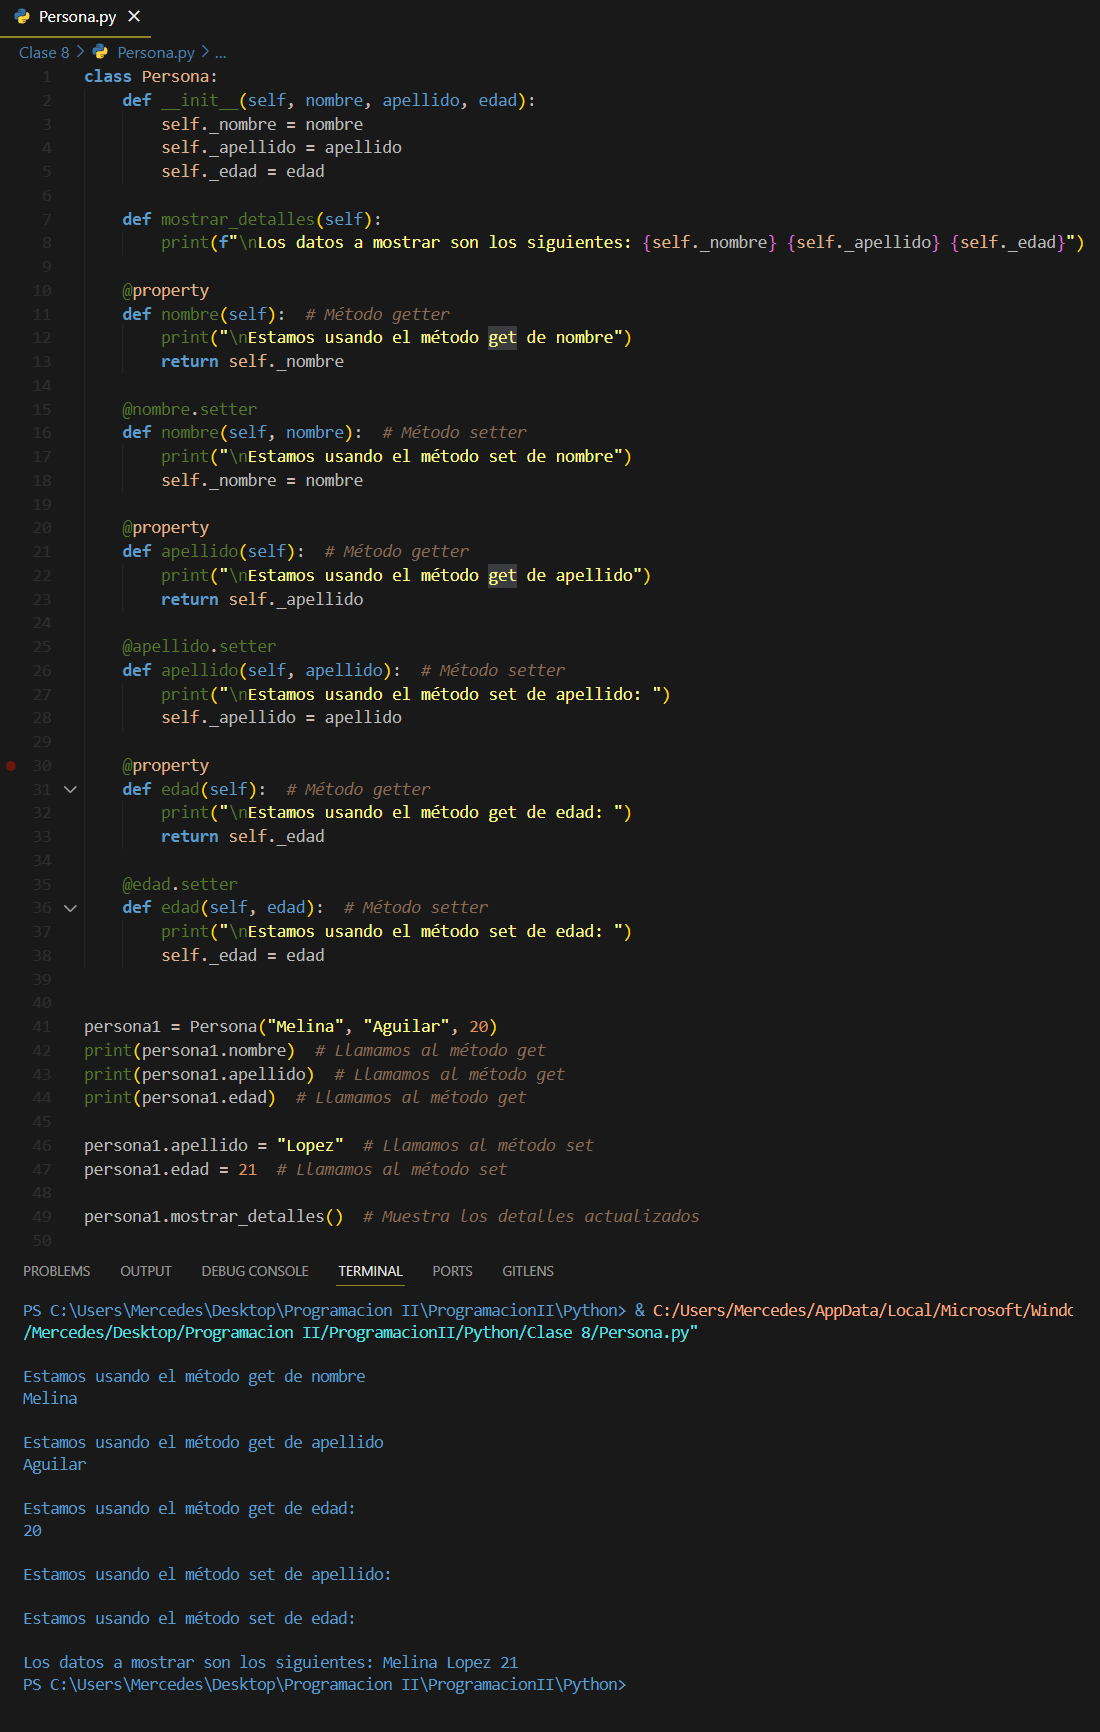 Persona.py
Clase 8 > Persona.py > ...
1 class Persona:
2     def __init__(self, nombre, apellido, edad):
3         self._nombre = nombre
4         self._apellido = apellido
5         self._edad = edad
6
7     def mostrar_detalles(self):
8         print(f"\nLos datos a mostrar son los siguientes: {self._nombre} {self._apellido} {self._edad}")
9
10     @property
11     def nombre(self):  # Método getter
12         print("\nEstamos usando el método get de nombre")
13         return self._nombre
14
15     @nombre.setter
16     def nombre(self, nombre):  # Método setter
17         print("\nEstamos usando el método set de nombre")
18         self._nombre = nombre
19
20     @property
21     def apellido(self):  # Método getter
22         print("\nEstamos usando el método get de apellido")
23         return self._apellido
24
25     @apellido.setter
26     def apellido(self, apellido):  # Método setter
27         print("\nEstamos usando el método set de apellido: ")
28         self._apellido = apellido
29
30     @property
31     def edad(self):  # Método getter
32         print("\nEstamos usando el método get de edad: ")
33         return self._edad
34
35     @edad.setter
36     def edad(self, edad):  # Método setter
37         print("\nEstamos usando el método set de edad: ")
38         self._edad = edad
39
40
41 persona1 = Persona("Melina", "Aguilar", 20)
42 print(persona1.nombre)  # Llamamos al método get
43 print(persona1.apellido)  # Llamamos al método get
44 print(persona1.edad)  # Llamamos al método get
45
46 persona1.apellido = "Lopez"  # Llamamos al método set
47 persona1.edad = 21  # Llamamos al método set
48
49 persona1.mostrar_detalles()  # Muestra los detalles actualizados
50
PROBLEMS OUTPUT DEBUG CONSOLE TERMINAL PORTS GITLENS
PS C:\Users\Mercedes\Desktop\Programacion II\ProgramacionII\Python> & C:/Users/Mercedes/AppData/Local/Microsoft/Windo
/Mercedes/Desktop/Programacion II/ProgramacionII/Python/Clase 8/Persona.py"
Estamos usando el método get de nombre
Melina
Estamos usando el método get de apellido
Aguilar
Estamos usando el método get de edad:
20
Estamos usando el método set de apellido:
Estamos usando el método set de edad:
Los datos a mostrar son los siguientes: Melina Lopez 21
PS C:\Users\Mercedes\Desktop\Programacion II\ProgramacionII\Python>